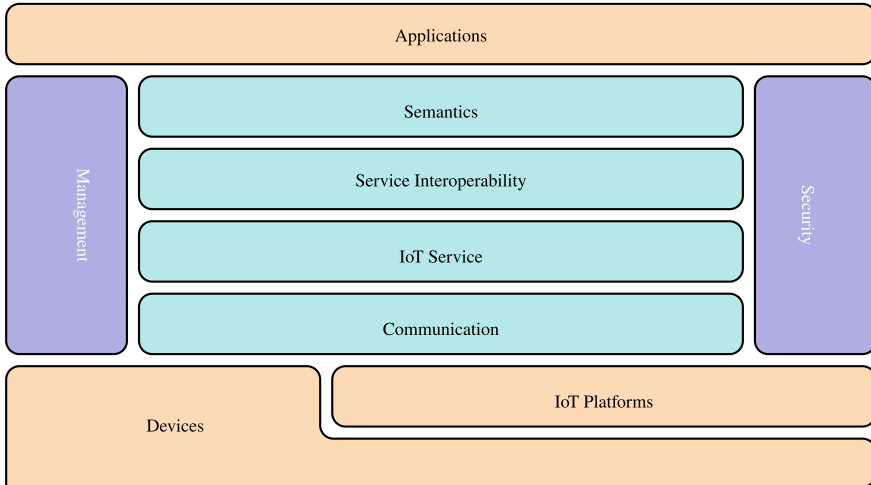 Applications
Management
Semantics
Service Interoperability
IoT Service
Communication
Security
Devices
IoT Platforms